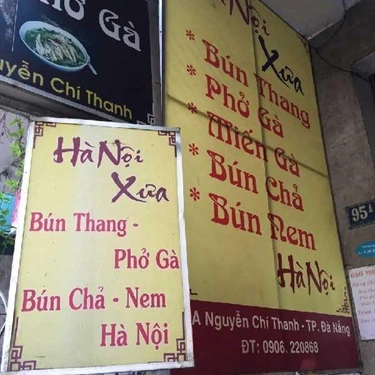 Phở Gà
Nguyễn Chí Thanh
Hà Nội
Xưa
* Bún Thang
* Phở Gà
* Miến Gà
* Bún Chả
* Bún Nem
Hà Nội
A Nguyễn Chí Thanh - TP. Đà Nẵng
ĐT: 0906. 220868
Hà Nội
Xưa
Bún Thang -
Phở Gà
Bún Chả - Nem
Hà Nội
95A